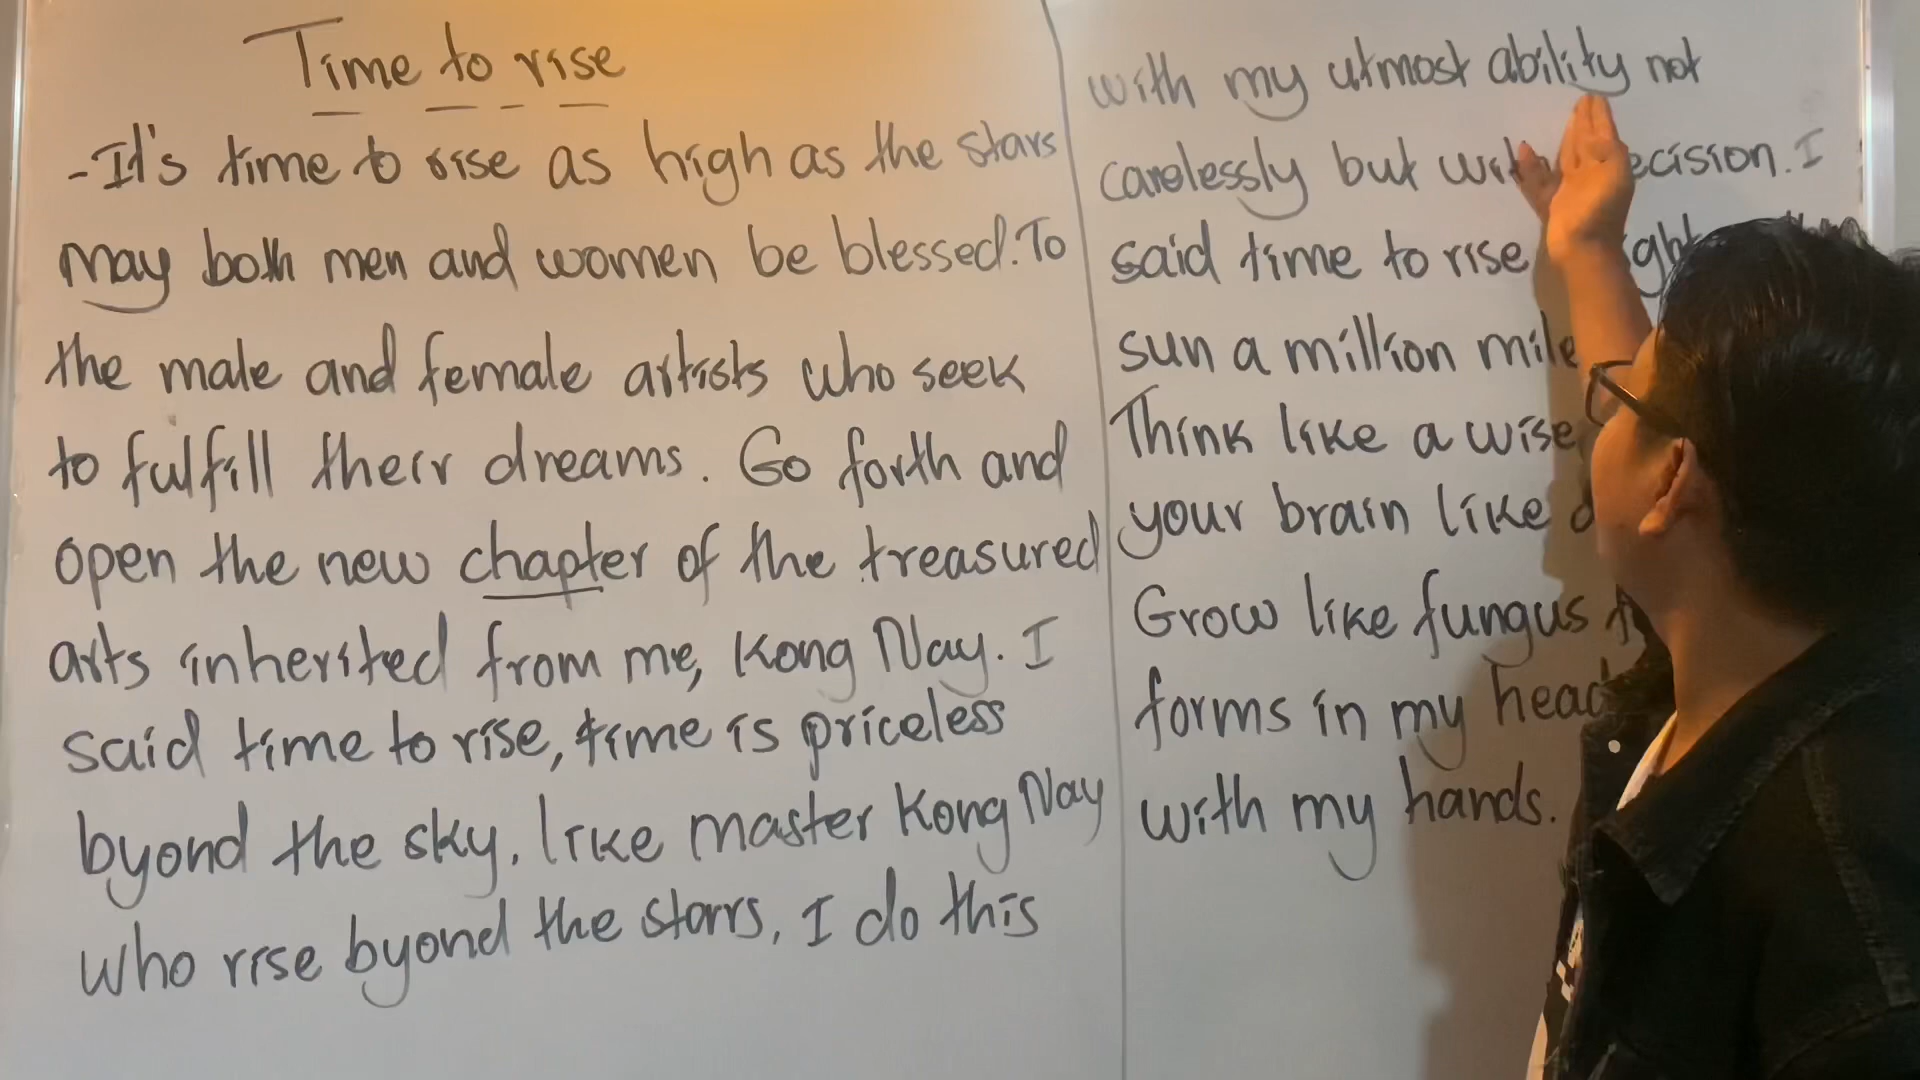 Time to rise
- It's time to rise as high as the stars
may both men and women be blessed. To
the male and female artists who seek
to fulfill their dreams. Go forth and
open the new chapter of the treasured
arts inherited from me, Kong Nay. I
said time to rise, time is priceless
byond the sky. like master Kong Nay
who rise byond the starrs, I do this
with my utmost ability not
carelessly but with ecision. I
said time to rise
sun a million mile
Think like a wise
your brain like
Grow like fungus
forms in my head
with my hands.